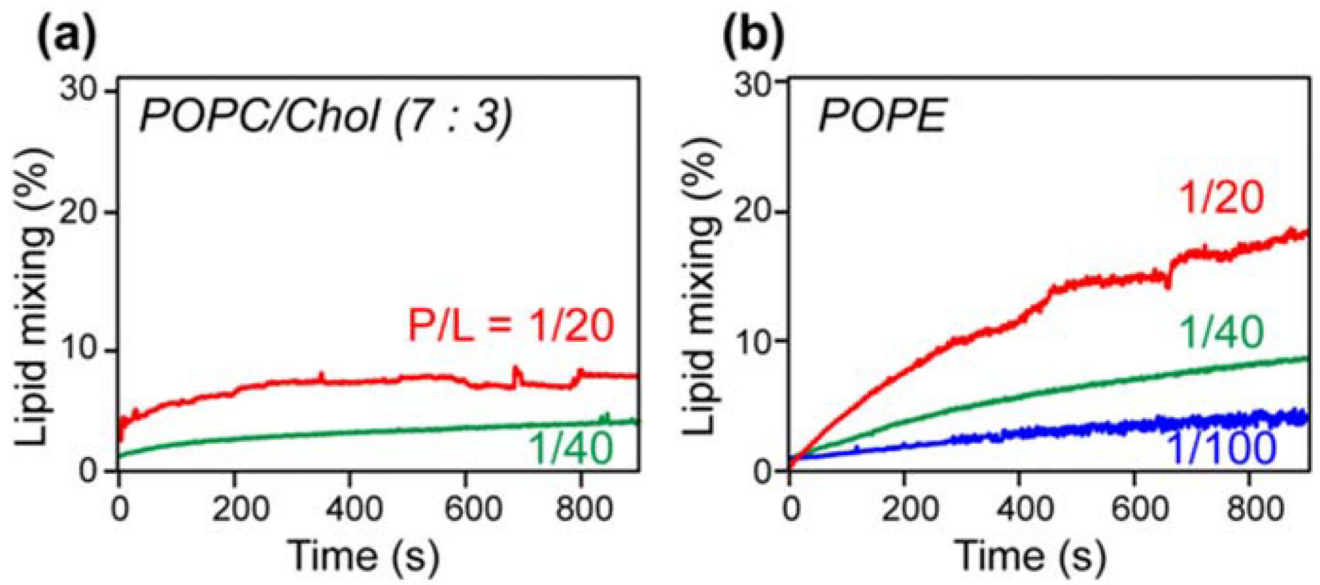 (a)
POPC/Chol (7 : 3)
30
20
10
0
Lipid mixing (%)
P/L = 1/20
1/40
0 200 400 600 800
Time (s)
(b)
POPE
30
20
10
0
Lipid mixing (%)
1/20
1/40
1/100
0 200 400 600 800
Time (s)